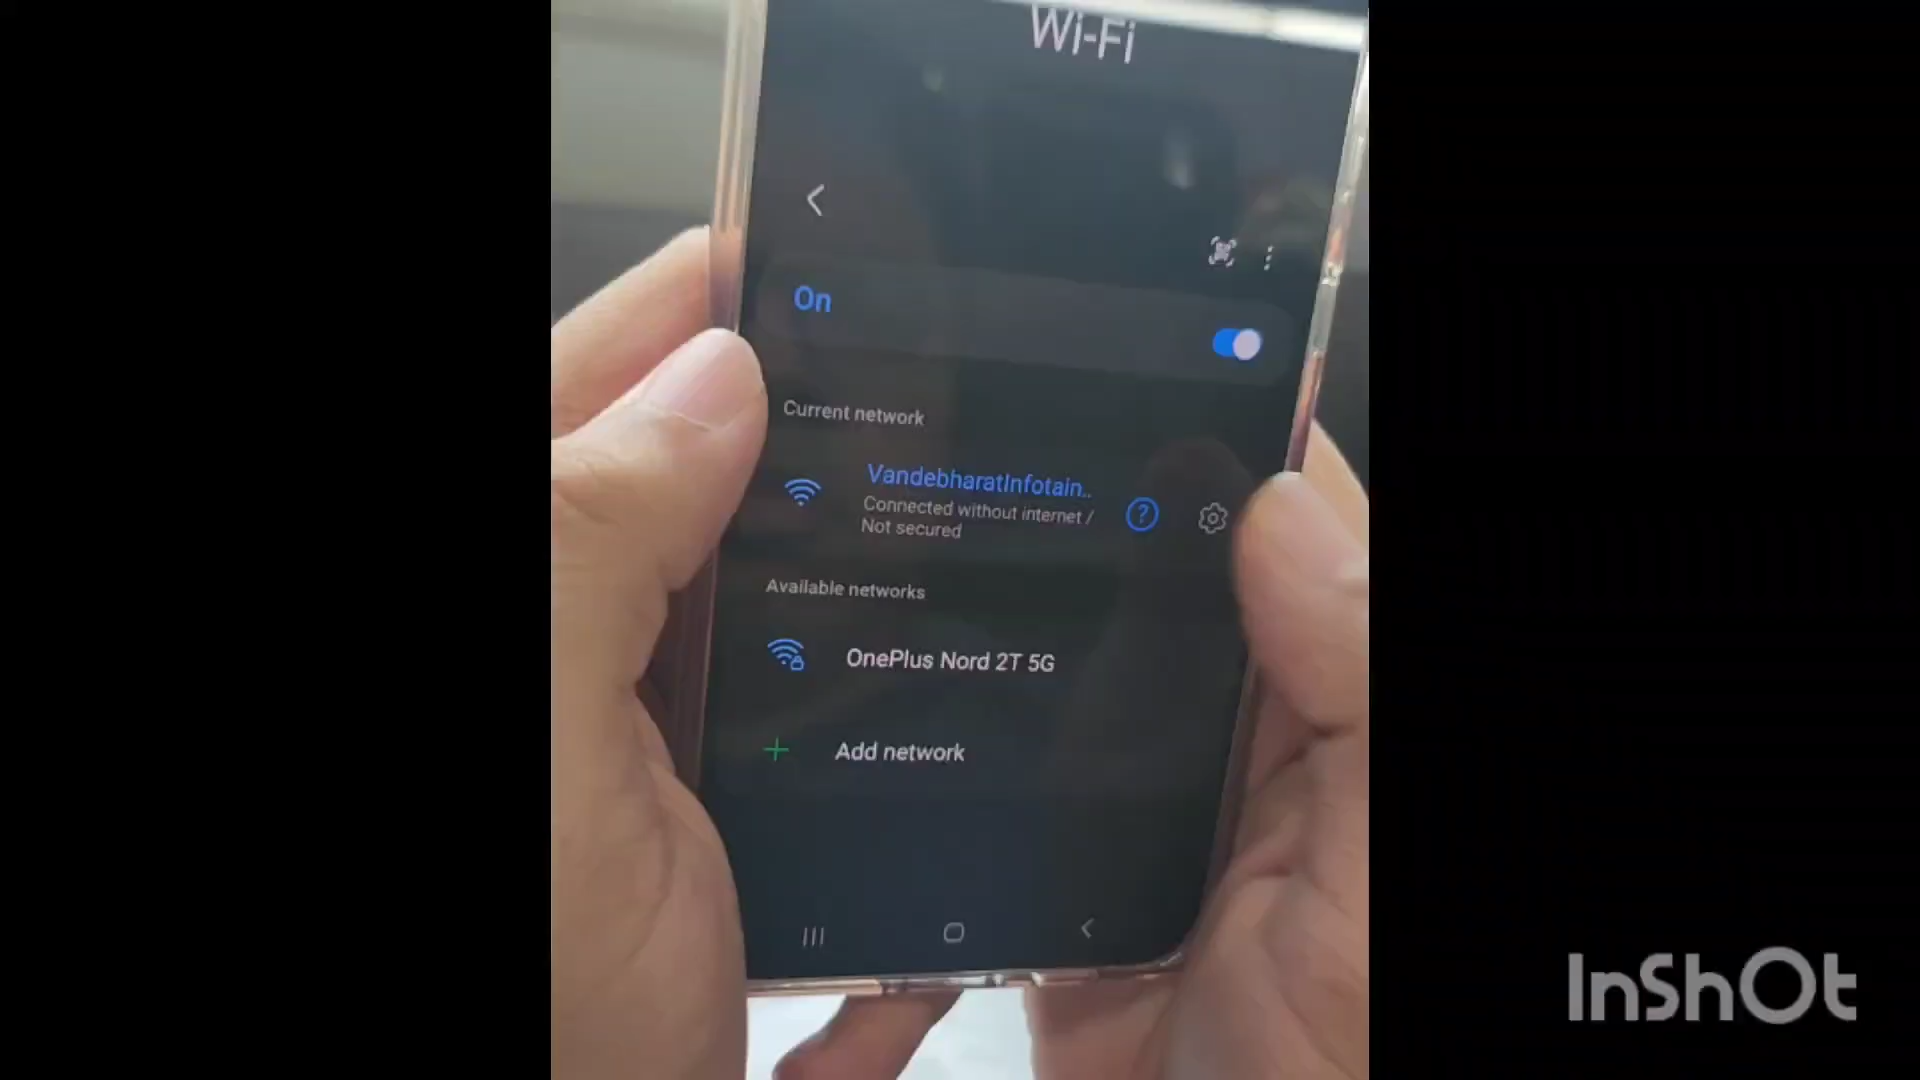 Wi-Fi
On
Current network
VandebharatInfotain..
Connected without internet /
Not secured
?
Available networks
OnePlus Nord 2T 5G
Add network
InShOt